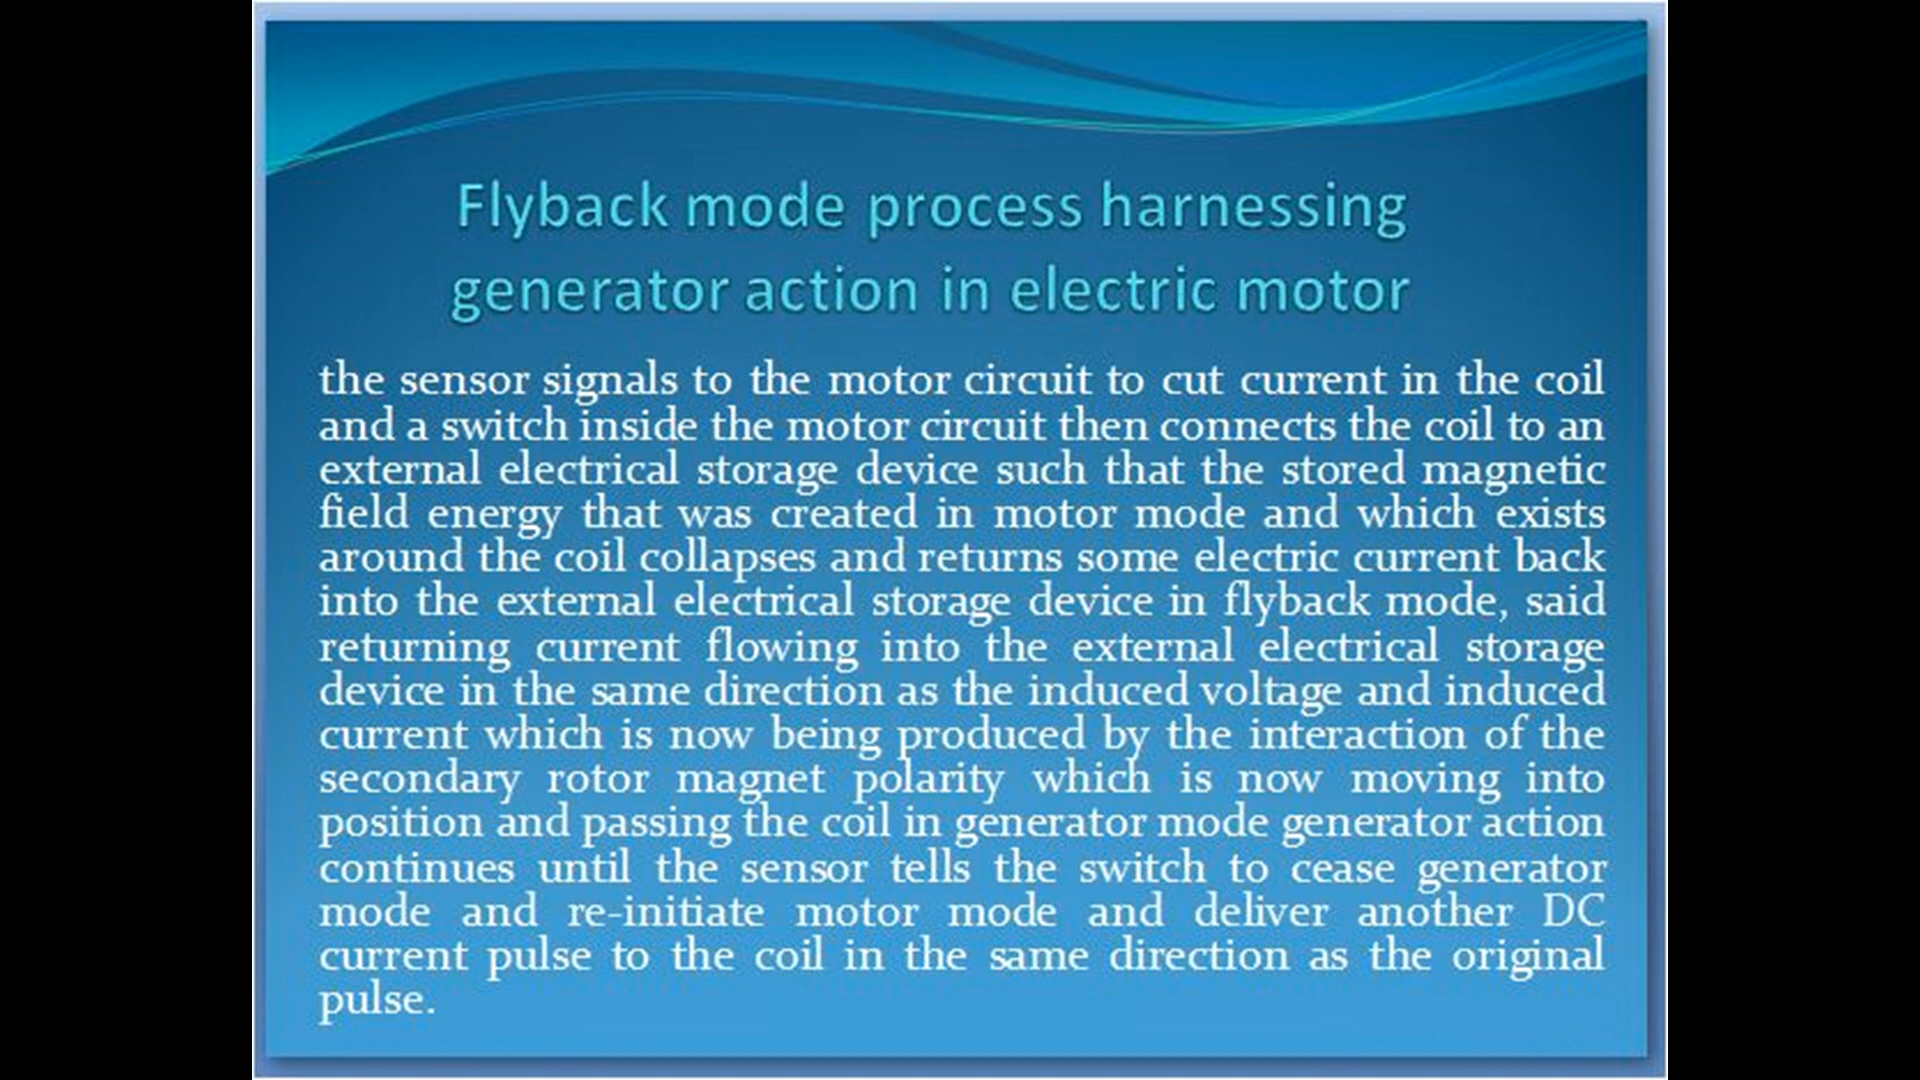 Flyback mode process harnessing
generator action in electric motor
the sensor signals to the motor circuit to cut current in the coil
and a switch inside the motor circuit then connects the coil to an
external electrical storage device such that the stored magnetic
field energy that was created in motor mode and which exists
around the coil collapses and returns some electric current back
into the external electrical storage device in flyback mode, said
returning current flowing into the external electrical storage
device in the same direction as the induced voltage and induced
current which is now being produced by the interaction of the
secondary rotor magnet polarity which is now moving into
position and passing the coil in generator mode generator action
continues until the sensor tells the switch to cease generator
mode and re-initiate motor mode and deliver another DC
current pulse to the coil in the same direction as the original
pulse.